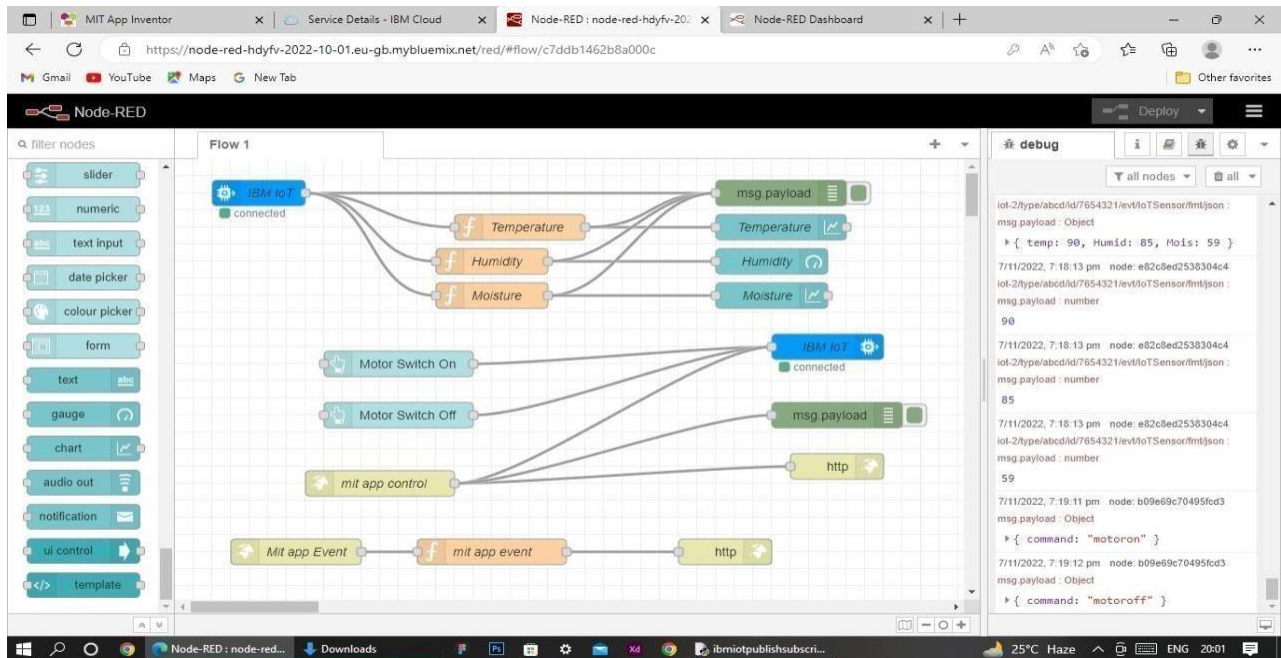 MIT App Inventor
Service Details - IBM Cloud
Node-RED : node-red-hdyfv-202
Node-RED Dashboard
https://node-red-hdyfv-2022-10-01.eu-gb.mybluemix.net/red/#flow/c7ddb1462b8a000c
Gmail YouTube Maps New Tab Other favorites
Node-RED Deploy
filter nodes
Flow 1
debug
all nodes all
slider
numeric
text input
date picker
colour picker
form
text
gauge
chart
audio out
notification
ui control
template
IBM IoT
connected
msg.payload
Temperature Temperature
Humidity Humidity
Moisture Moisture
Motor Switch On IBM IoT
connected
Motor Switch Off msg.payload
mit app control http
Mit app Event mit app event http
iot-2/type/abcd/id/7654321/evt/IoTSensor/fmt/json :
msg.payload : Object
{ temp: 90, Humid: 85, Mois: 59 }
7/11/2022, 7:18:13 pm node: e82c8ed2538304c4
iot-2/type/abcd/id/7654321/evt/IoTSensor/fmt/json :
msg.payload : number
90
7/11/2022, 7:18:13 pm node: e82c8ed2538304c4
iot-2/type/abcd/id/7654321/evt/IoTSensor/fmt/json :
msg.payload : number
85
7/11/2022, 7:18:13 pm node: e82c8ed2538304c4
iot-2/type/abcd/id/7654321/evt/IoTSensor/fmt/json :
msg.payload : number
59
7/11/2022, 7:19:11 pm node: b09e69c70495fcd3
msg.payload : Object
{ command: "motoron" }
7/11/2022, 7:19:12 pm node: b09e69c70495fcd3
msg.payload : Object
{ command: "motoroff" }
Node-RED : node-red... Downloads ibmiotpublishsubscri... 25°C Haze ENG 20:01